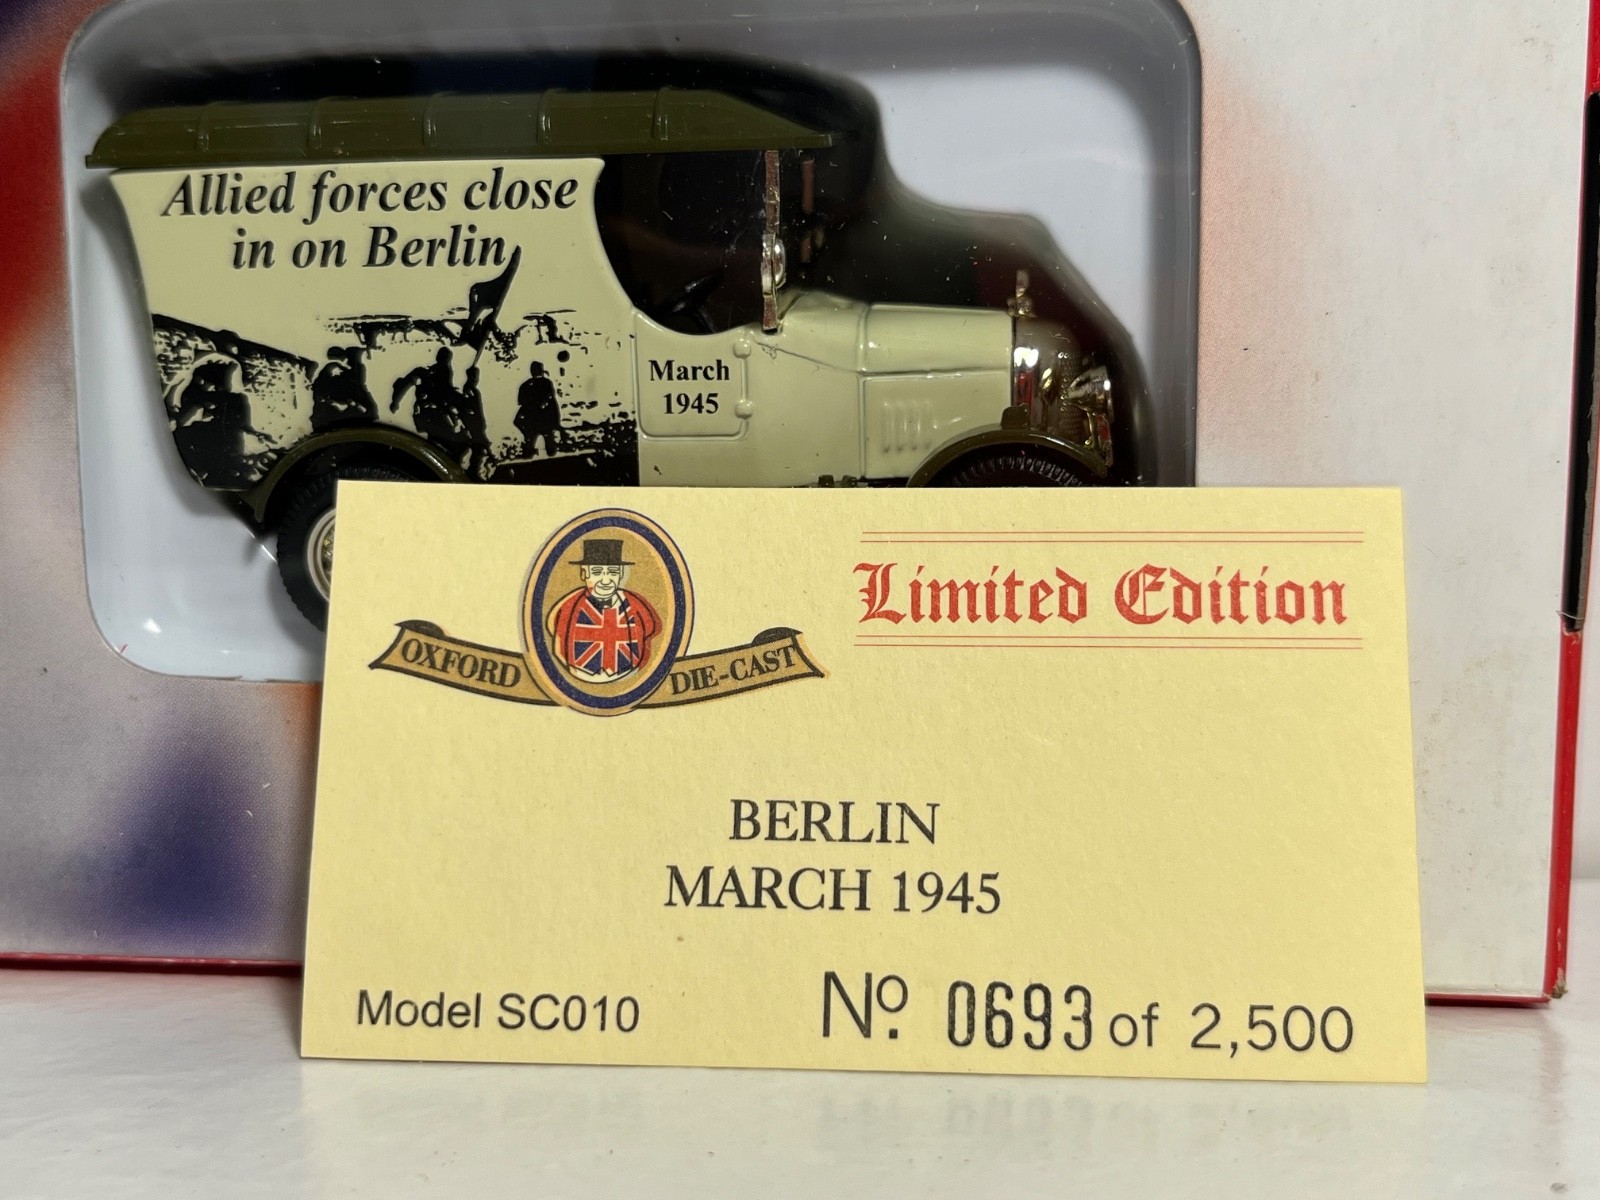 Allied forces close
in on Berlin
March
1945
OXFORD DIE-CAST
Limited Edition
BERLIN
MARCH 1945
Model SC010
No. 0693 of 2,500